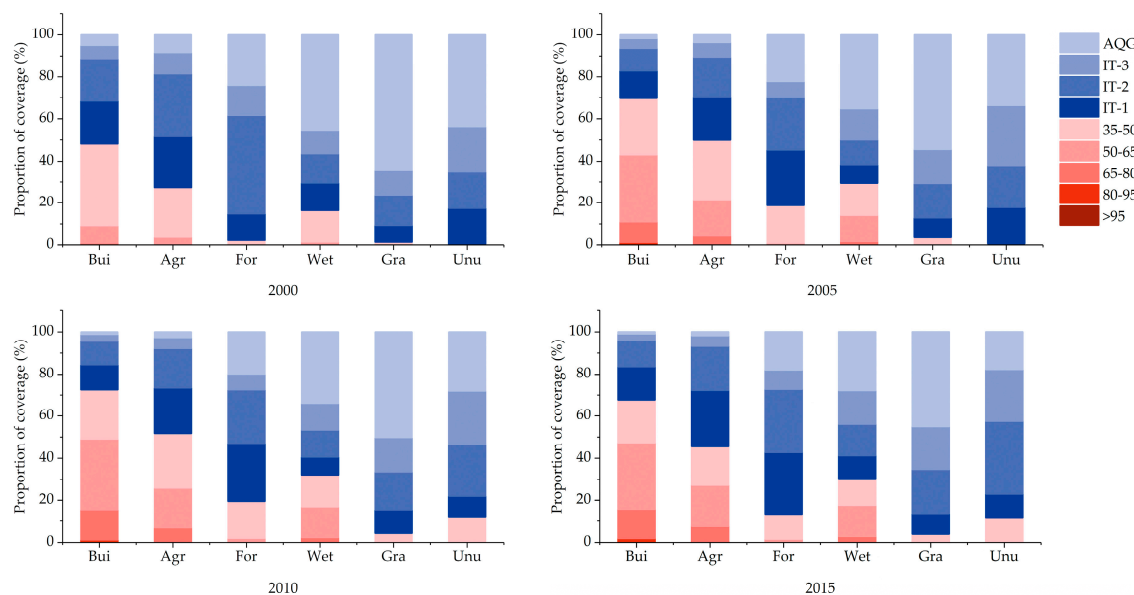 Proportion of coverage (%)
100
80
60
40
20
0
Bui Agr For Wet Gra Unu
2000
Proportion of coverage (%)
100
80
60
40
20
0
Bui Agr For Wet Gra Unu
2005
AQG
IT-3
IT-2
IT-1
35-50
50-65
65-80
80-95
>95
Proportion of coverage (%)
100
80
60
40
20
0
Bui Agr For Wet Gra Unu
2010
Proportion of coverage (%)
100
80
60
40
20
0
Bui Agr For Wet Gra Unu
2015